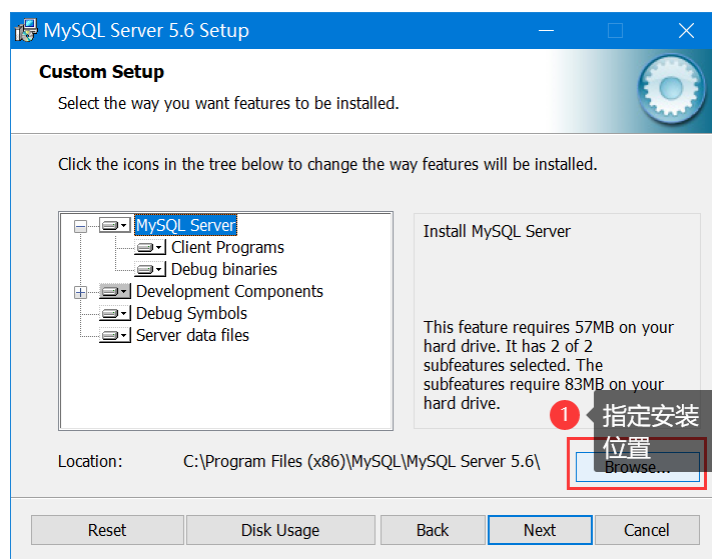 MySQL Server 5.6 Setup
Custom Setup
Select the way you want features to be installed.
Click the icons in the tree below to change the way features will be installed.
MySQL Server
Client Programs
Debug binaries
Development Components
Debug Symbols
Server data files
Install MySQL Server
This feature requires 57MB on your
hard drive. It has 2 of 2
subfeatures selected. The
subfeatures require 83MB on your
hard drive.
1
指定安装
位置
Location: C:\Program Files (x86)\MySQL\MySQL Server 5.6\
Browse...
Reset Disk Usage Back Next Cancel